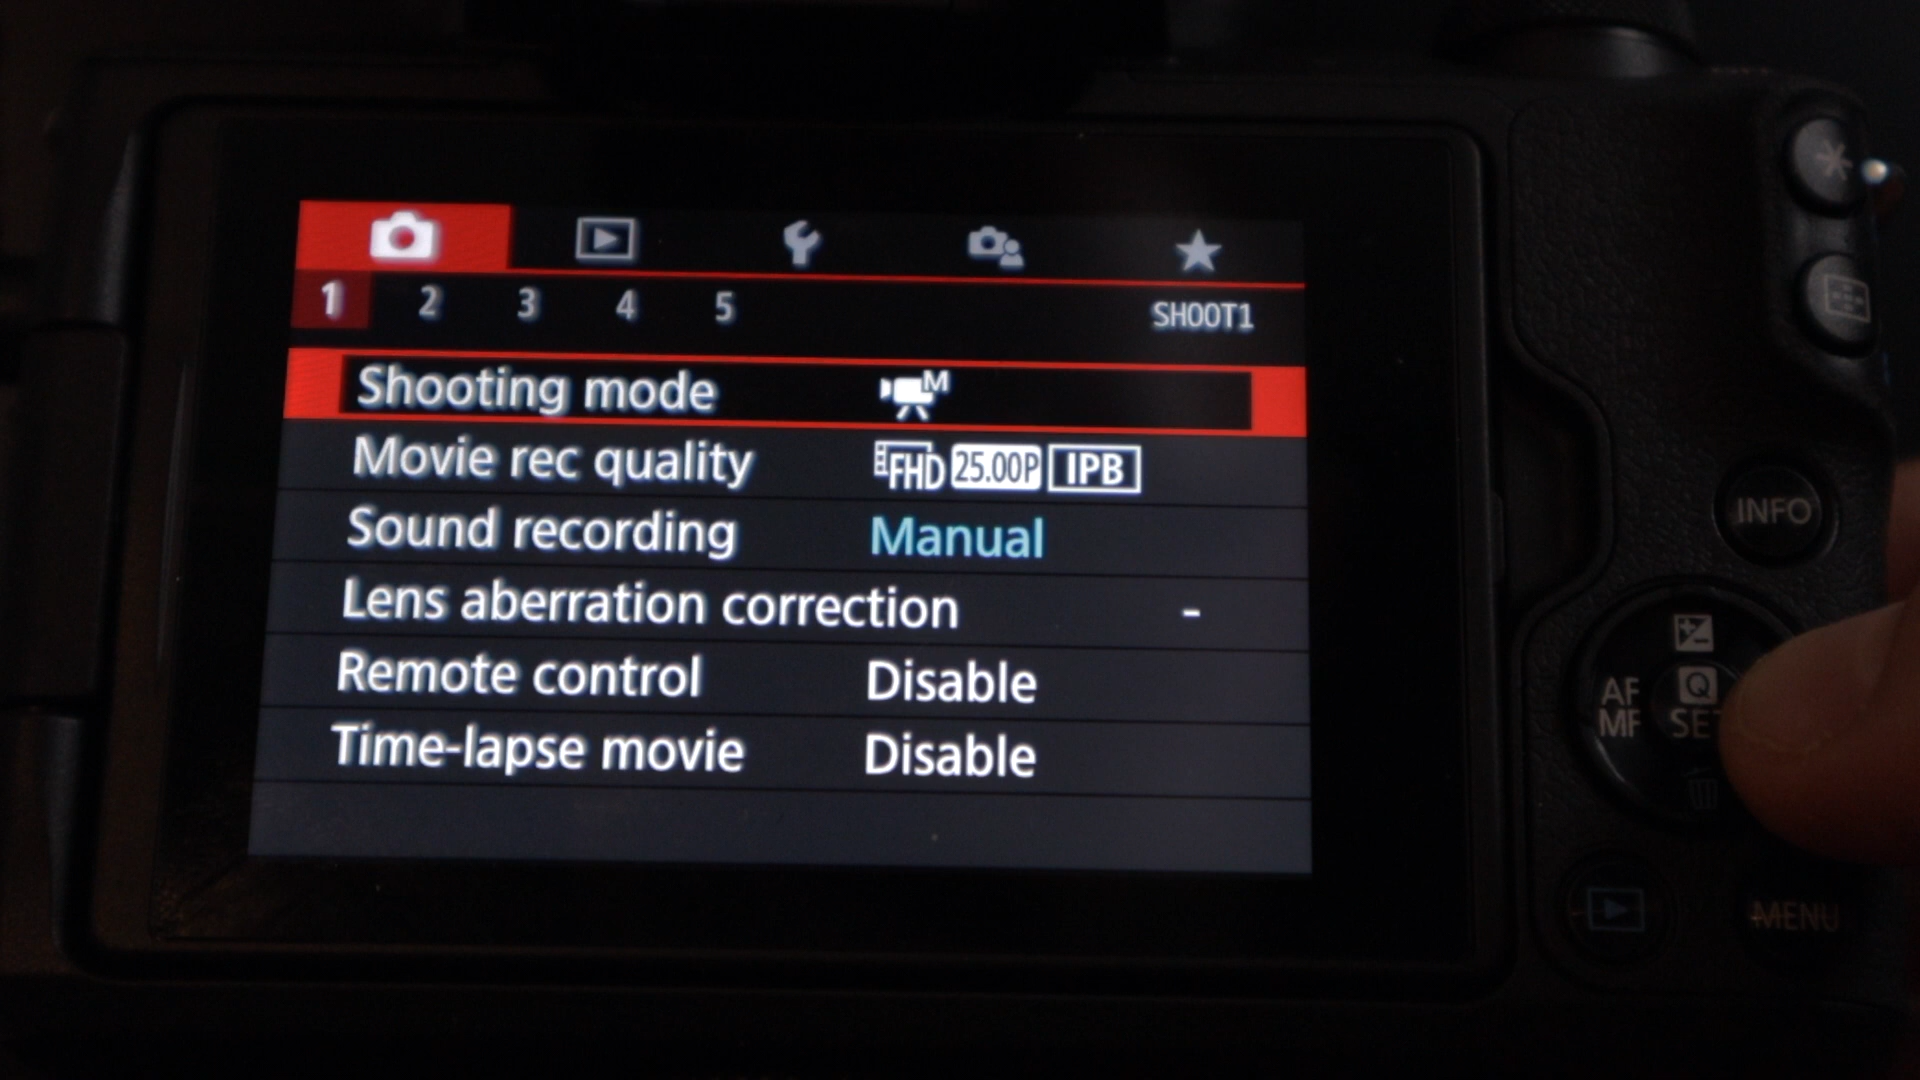 1 2 3 4 5 SHOOT1
Shooting mode M
Movie rec quality FHD 25.00P IPB
Sound recording Manual
Lens aberration correction -
Remote control Disable
Time-lapse movie Disable
INFO
AF
MF
Q
SET
MENU